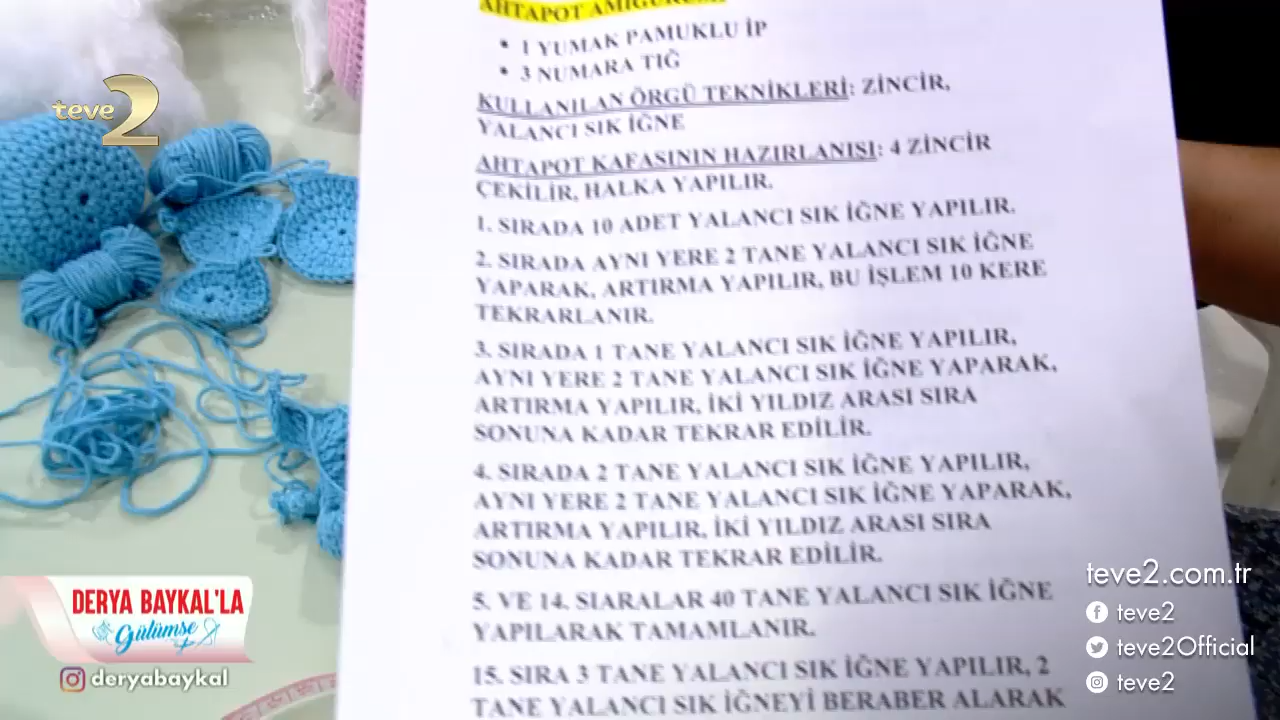 AHTAPOT
• 1 YUMAK PAMUKLU İP
• 3 NUMARA TIĞ
KULLANILAN ÖRGÜ TEKNİKLERİ: ZİNCİR,
YALANCI SIK İĞNE
AHTAPOT KAFASININ HAZIRLANIŞI: 4 ZİNCİR
ÇEKİLİR, HALKA YAPILIR.
1. SIRADA 10 ADET YALANCI SIK İĞNE YAPILIR.
2. SIRADA AYNI YERE 2 TANE YALANCI SIK İĞNE
YAPARAK, ARTIRMA YAPILIR, BU İŞLEM 10 KERE
TEKRARLANIR.
3. SIRADA 1 TANE YALANCI SIK İĞNE YAPILIR,
AYNI YERE 2 TANE YALANCI SIK İĞNE YAPARAK,
ARTIRMA YAPILIR, İKİ YILDIZ ARASI SIRA
SONUNA KADAR TEKRAR EDİLİR.
4. SIRADA 2 TANE YALANCI SIK İĞNE YAPILIR,
AYNI YERE 2 TANE YALANCI SIK İĞNE YAPARAK,
ARTIRMA YAPILIR, İKİ YILDIZ ARASI SIRA
SONUNA KADAR TEKRAR EDİLİR.
5. VE 14. SIARALAR 40 TANE YALANCI SIK İĞNE
YAPILARAK TAMAMLANIR.
15. SIRA 3 TANE YALANCI SIK İĞNE YAPILIR, 2
TANE YALANCI SIK İĞNEYİ BERABER ALARAK
teve2
DERYA BAYKAL'LA
Gülümse
deryabaykal
teve2.com.tr
teve2
teve2Official
teve2